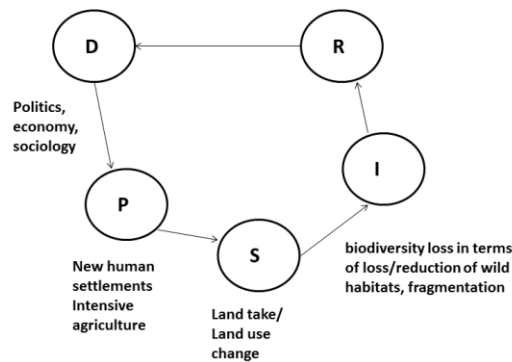 D
R
Politics,
economy,
sociology
I
P
S
biodiversity loss in terms
of loss/reduction of wild
habitats, fragmentation
New human
settlements
Intensive
agriculture
Land take/
Land use
change